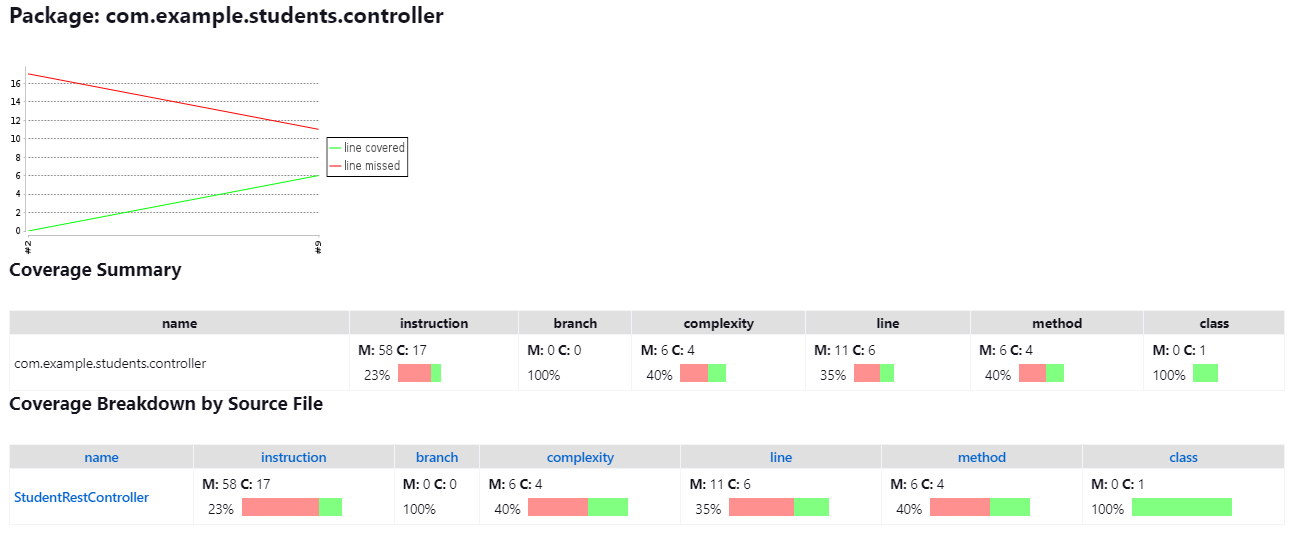 Package: com.example.students.controller
16
14
12
10
8
6
4
2
0
#2
#9
line covered
line missed
Coverage Summary
name instruction branch complexity line method class
com.example.students.controller
M: 58 C: 17 M: 0 C: 0 M: 6 C: 4 M: 11 C: 6 M: 6 C: 4 M: 0 C: 1
23% 100% 40% 35% 40% 100%
Coverage Breakdown by Source File
name instruction branch complexity line method class
StudentRestController
M: 58 C: 17 M: 0 C: 0 M: 6 C: 4 M: 11 C: 6 M: 6 C: 4 M: 0 C: 1
23% 100% 40% 35% 40% 100%